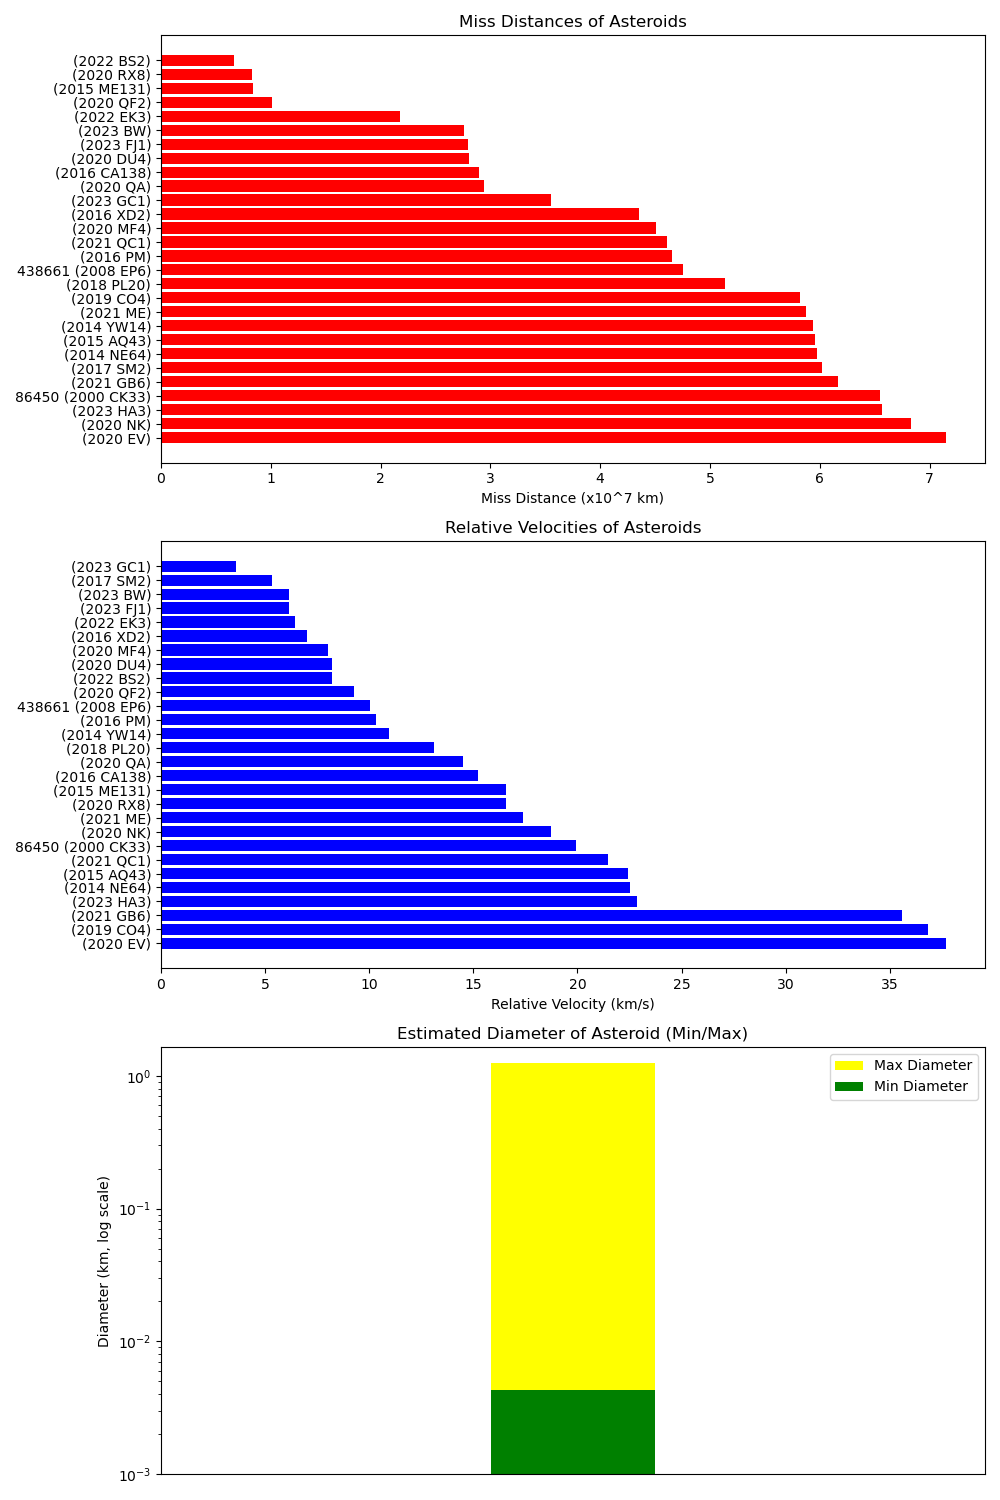 Miss Distances of Asteroids
(2022 BS2)
(2020 RX8)
(2015 ME131)
(2020 QF2)
(2022 EK3)
(2023 BW)
(2023 FJ1)
(2020 DU4)
(2016 CA138)
(2020 QA)
(2023 GC1)
(2016 XD2)
(2020 MF4)
(2021 QC1)
(2016 PM)
438661 (2008 EP6)
(2018 PL20)
(2019 CO4)
(2021 ME)
(2014 YW14)
(2015 AQ43)
(2014 NE64)
(2017 SM2)
(2021 GB6)
86450 (2000 CK33)
(2023 HA3)
(2020 NK)
(2020 EV)
0 1 2 3 4 5 6 7
Miss Distance (x10^7 km)
Relative Velocities of Asteroids
(2023 GC1)
(2017 SM2)
(2023 BW)
(2023 FJ1)
(2022 EK3)
(2016 XD2)
(2020 MF4)
(2020 DU4)
(2022 BS2)
(2020 QF2)
438661 (2008 EP6)
(2016 PM)
(2014 YW14)
(2018 PL20)
(2020 QA)
(2016 CA138)
(2015 ME131)
(2020 RX8)
(2021 ME)
(2020 NK)
86450 (2000 CK33)
(2021 QC1)
(2015 AQ43)
(2014 NE64)
(2023 HA3)
(2021 GB6)
(2019 CO4)
(2020 EV)
0 5 10 15 20 25 30 35
Relative Velocity (km/s)
Estimated Diameter of Asteroid (Min/Max)
Max Diameter
Min Diameter
10⁰
10⁻¹
10⁻²
10⁻³
Diameter (km, log scale)